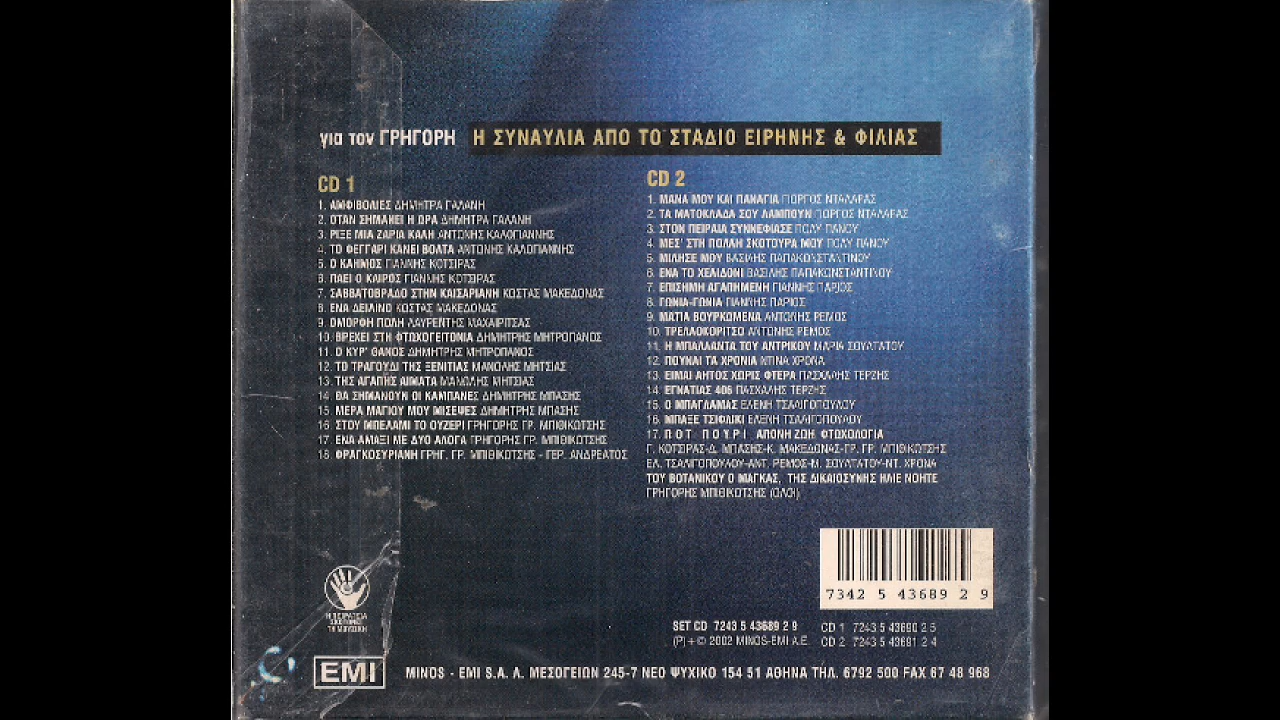 για τον ΓΡΗΓΟΡΗ Η ΣΥΝΑΥΛΙΑ ΑΠΟ ΤΟ ΣΤΑΔΙΟ ΕΙΡΗΝΗΣ & ΦΙΛΙΑΣ
CD 1
1. ΑΜΦΙΒΟΛΙΕΣ ΔΗΜΗΤΡΑ ΓΑΛΑΝΗ
2. ΟΤΑΝ ΣΗΜΑΝΕΙ Η ΩΡΑ ΔΗΜΗΤΡΑ ΓΑΛΑΝΗ
3. ΡΙΞΕ ΜΙΑ ΖΑΡΙΑ ΚΑΛΗ ΑΝΤΩΝΗΣ ΚΑΛΟΓΙΑΝΝΗΣ
4. ΤΟ ΦΕΓΓΑΡΙ ΚΑΝΕΙ ΒΟΛΤΑ ΑΝΤΩΝΗΣ ΚΑΛΟΓΙΑΝΝΗΣ
5. Ο ΚΑΗΜΟΣ ΓΙΑΝΝΗΣ ΚΟΤΣΙΡΑΣ
6. ΠΑΕΙ Ο ΚΑΙΡΟΣ ΓΙΑΝΝΗΣ ΚΟΤΣΙΡΑΣ
7. ΣΑΒΒΑΤΟΒΡΑΔΟ ΣΤΗΝ ΚΑΙΣΑΡΙΑΝΗ ΚΩΣΤΑΣ ΜΑΚΕΔΟΝΑΣ
8. ΕΝΑ ΔΕΙΛΙΝΟ ΚΩΣΤΑΣ ΜΑΚΕΔΟΝΑΣ
9. ΟΜΟΡΦΗ ΠΟΛΗ ΛΑΥΡΕΝΤΗΣ ΜΑΧΑΙΡΙΤΣΑΣ
10. ΒΡΕΧΕΙ ΣΤΗ ΦΤΩΧΟΓΕΙΤΟΝΙΑ ΔΗΜΗΤΡΗΣ ΜΗΤΡΟΠΑΝΟΣ
11. Ο ΚΥΡ' ΘΑΝΟΣ ΔΗΜΗΤΡΗΣ ΜΗΤΡΟΠΑΝΟΣ
12. ΤΟ ΤΡΑΓΟΥΔΙ ΤΗΣ ΞΕΝΙΤΙΑΣ ΜΑΝΩΛΗΣ ΜΗΤΣΙΑΣ
13. ΤΗΣ ΑΓΑΠΗΣ ΑΙΜΑΤΑ ΜΑΝΩΛΗΣ ΜΗΤΣΙΑΣ
14. ΘΑ ΣΗΜΑΝΟΥΝ ΟΙ ΚΑΜΠΑΝΕΣ ΔΗΜΗΤΡΗΣ ΜΠΑΣΗΣ
15. ΜΕΡΑ ΜΑΓΙΟΥ ΜΟΥ ΜΙΣΕΨΕΣ ΔΗΜΗΤΡΗΣ ΜΠΑΣΗΣ
16. ΣΤΟΥ ΜΠΕΛΑΜΙ ΤΟ ΟΥΖΕΡΙ ΓΡΗΓΟΡΗΣ ΓΡ. ΜΠΙΘΙΚΩΤΣΗΣ
17. ΕΝΑ ΑΜΑΞΙ ΜΕ ΔΥΟ ΑΛΟΓΑ ΓΡΗΓΟΡΗΣ ΓΡ. ΜΠΙΘΙΚΩΤΣΗΣ
18. ΦΡΑΓΚΟΣΥΡΙΑΝΗ ΓΡΗΓ. ΓΡ. ΜΠΙΘΙΚΩΤΣΗΣ - ΓΕΡ. ΑΝΔΡΕΑΤΟΣ
CD 2
1. ΜΑΝΑ ΜΟΥ ΚΑΙ ΠΑΝΑΓΙΑ ΓΙΩΡΓΟΣ ΝΤΑΛΑΡΑΣ
2. ΤΑ ΜΑΤΟΚΛΑΔΑ ΣΟΥ ΛΑΜΠΟΥΝ ΓΙΩΡΓΟΣ ΝΤΑΛΑΡΑΣ
3. ΣΤΟΝ ΠΕΙΡΑΙΑ ΣΥΝΝΕΦΙΑΣΕ ΠΟΛΥ ΠΑΝΟΥ
4. ΜΕΣ' ΣΤΗ ΠΟΛΛΗ ΣΚΟΤΟΥΡΑ ΜΟΥ ΠΟΛΥ ΠΑΝΟΥ
5. ΜΙΛΗΣΕ ΜΟΥ ΒΑΣΙΛΗΣ ΠΑΠΑΚΩΝΣΤΑΝΤΙΝΟΥ
6. ΕΝΑ ΤΟ ΧΕΛΙΔΟΝΙ ΒΑΣΙΛΗΣ ΠΑΠΑΚΩΝΣΤΑΝΤΙΝΟΥ
7. ΕΠΙΣΗΜΗ ΑΓΑΠΗΜΕΝΗ ΓΙΑΝΝΗΣ ΠΑΡΙΟΣ
8. ΓΩΝΙΑ-ΓΩΝΙΑ ΓΙΑΝΝΗΣ ΠΑΡΙΟΣ
9. ΜΑΤΙΑ ΒΟΥΡΚΩΜΕΝΑ ΑΝΤΩΝΗΣ ΡΕΜΟΣ
10. ΤΡΕΛΑΟΚΟΡΙΤΣΟ ΑΝΤΩΝΗΣ ΡΕΜΟΣ
11. Η ΜΠΑΛΛΑΝΤΑ ΤΟΥ ΑΝΤΡΙΚΟΥ ΜΑΡΙΑ ΣΟΥΛΤΑΤΟΥ
12. ΠΟΥΝΑΙ ΤΑ ΧΡΟΝΙΑ ΝΤΙΝΑ ΧΡΟΝΑ
13. ΕΙΜΑΙ ΑΗΤΟΣ ΧΩΡΙΣ ΦΤΕΡΑ ΠΑΣΧΑΛΗΣ ΤΕΡΖΗΣ
14. ΕΓΝΑΤΙΑΣ 406 ΠΑΣΧΑΛΗΣ ΤΕΡΖΗΣ
15. Ο ΜΠΑΓΛΑΜΑΣ ΕΛΕΝΗ ΤΣΑΛΙΓΟΠΟΥΛΟΥ
16. ΜΠΑΞΕ ΤΣΙΦΛΙΚΙ ΕΛΕΝΗ ΤΣΑΛΙΓΟΠΟΥΛΟΥ
17. ΠΟΤ ΠΟΥΡΙ ΑΠΟΝΗ ΖΩΗ, ΦΤΩΧΟΛΟΓΙΑ
Γ. ΚΟΤΣΙΡΑΣ-Δ. ΜΠΑΣΗΣ-Κ. ΜΑΚΕΔΟΝΑΣ-ΓΡ. ΓΡ. ΜΠΙΘΙΚΩΤΣΗΣ
ΕΛ. ΤΣΑΛΙΓΟΠΟΥΛΟΥ-ΑΝΤ. ΡΕΜΟΣ-Μ. ΣΟΥΛΤΑΤΟΥ-ΝΤ. ΧΡΟΝΑ
ΤΟΥ ΒΟΤΑΝΙΚΟΥ Ο ΜΑΓΚΑΣ, ΤΗΣ ΔΙΚΑΙΟΣΥΝΗΣ ΗΛΙΕ ΝΟΗΤΕ
ΓΡΗΓΟΡΗΣ ΜΠΙΘΙΚΩΤΣΗΣ (ΟΛΟΙ)
7342 5 43689 2 9
Η ΠΕΙΡΑΤΕΙΑ
ΣΚΟΤΩΝΕΙ
ΤΗ ΜΟΥΣΙΚΗ
SET CD 7243 5 43689 2 9
(P) + © 2002 MINOS-EMI A.E.
CD 1 7243 5 43690 2 5
CD 2 7243 5 43691 2 4
EMI
MINOS - EMI S.A. Λ. ΜΕΣΟΓΕΙΩΝ 245-7 ΝΕΟ ΨΥΧΙΚΟ 154 51 ΑΘΗΝΑ ΤΗΛ. 6792 500 FAX 67 48 968